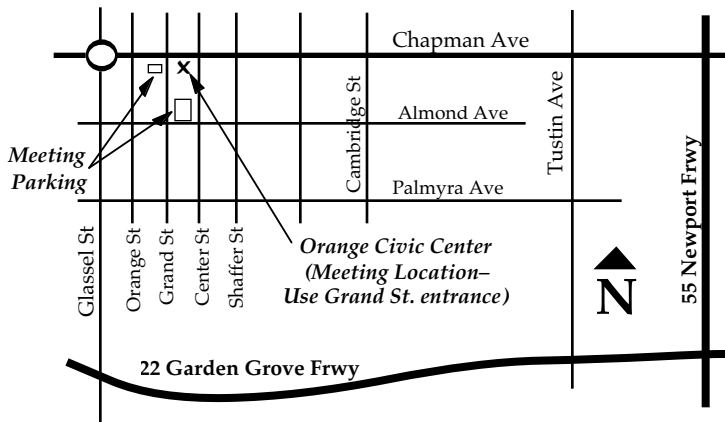 Chapman Ave
Cambridge St
Almond Ave
Tustin Ave
Meeting
Parking
Palmyra Ave
55 Newport Frwy
Glassel St
Orange St
Grand St
Center St
Shaffer St
Orange Civic Center
(Meeting Location–
Use Grand St. entrance)
N
22 Garden Grove Frwy